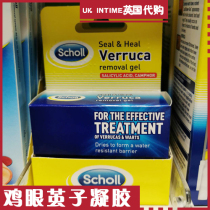 UK INTIME英国代购
Scholl
Seal & Heal
Verruca
removal gel
SALICYLIC CAMPHOR
FOR THE EFFECTIVE
TREATMENT
OF VERRUCAS & WARTS
Dries to form a water
resistant barrier
Scholl
鸡眼荑子凝胶